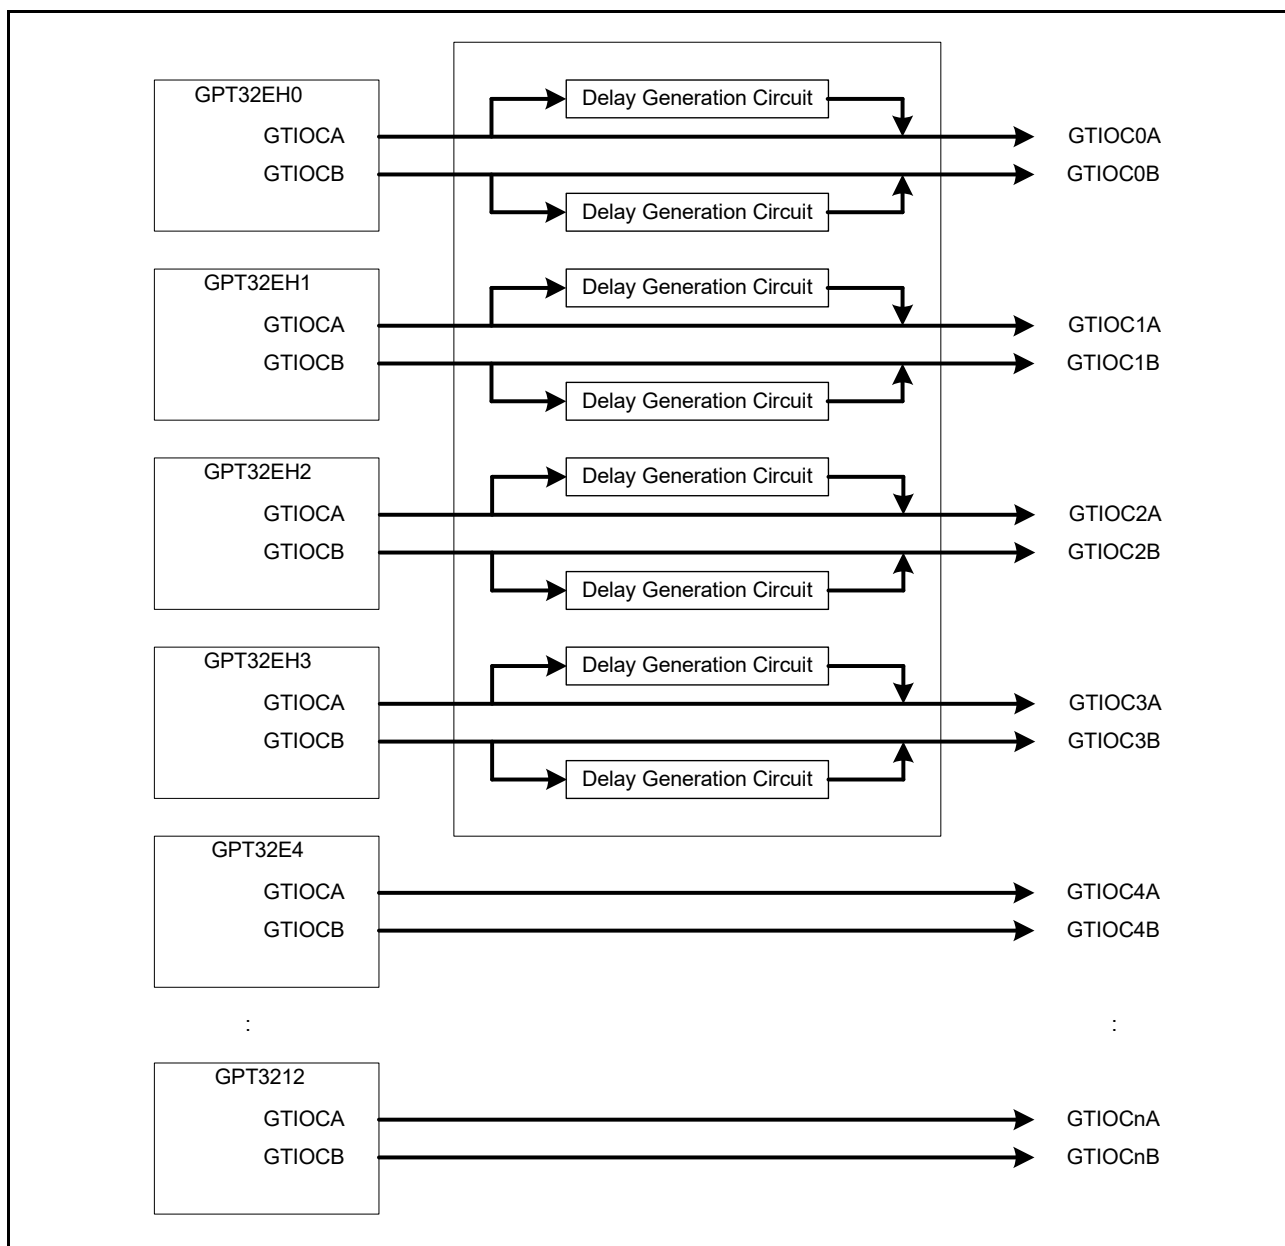 GPT32EH0
Delay Generation Circuit
GTIOCA
GTIOC0A
GTIOCB
GTIOC0B
Delay Generation Circuit
GPT32EH1
Delay Generation Circuit
GTIOCA
GTIOC1A
GTIOCB
GTIOC1B
Delay Generation Circuit
GPT32EH2
Delay Generation Circuit
GTIOCA
GTIOC2A
GTIOCB
GTIOC2B
Delay Generation Circuit
GPT32EH3
Delay Generation Circuit
GTIOCA
GTIOC3A
GTIOCB
GTIOC3B
Delay Generation Circuit
GPT32E4
GTIOCA
GTIOC4A
GTIOCB
GTIOC4B
:
:
GPT3212
GTIOCA
GTIOCnA
GTIOCB
GTIOCnB